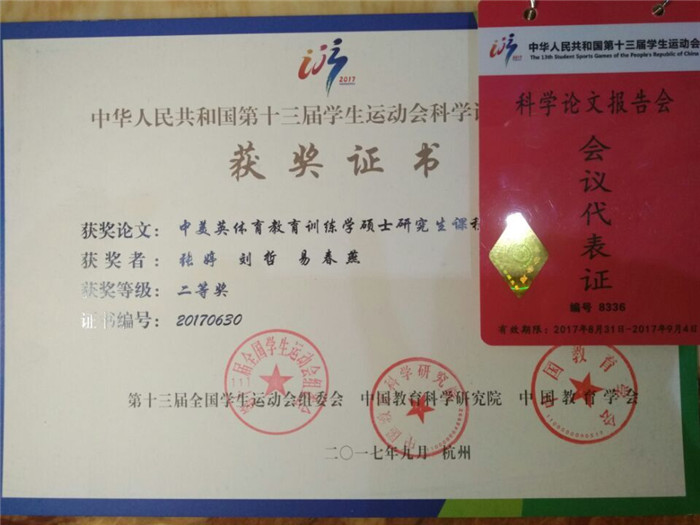 2017
中华人民共和国第十三届学生运动会科学
获奖证书
获奖论文：中美英体育教育训练学硕士研究生课
获奖者：张婷 刘哲 易春燕
获奖等级：二等奖
证书编号：20170630
第十三届全国学生运动会组委会 中国教育科学研究院 中国教育学会
二〇一七年九月 杭州
中华人民共和国第十三届学生运动会
The 13th Student Sports Games of the People's Republic of China
科学论文报告会
会议代表证
编号 8336
有效期限：2017年8月31日-2017年9月4日